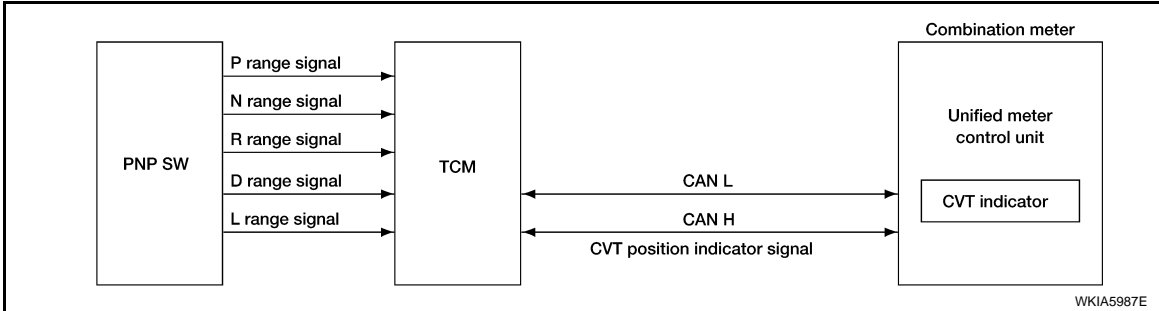 Combination meter
P range signal
N range signal
R range signal
D range signal
L range signal
PNP SW
TCM
CAN L
CAN H
CVT position indicator signal
Unified meter
control unit
CVT indicator
WKIA5987E